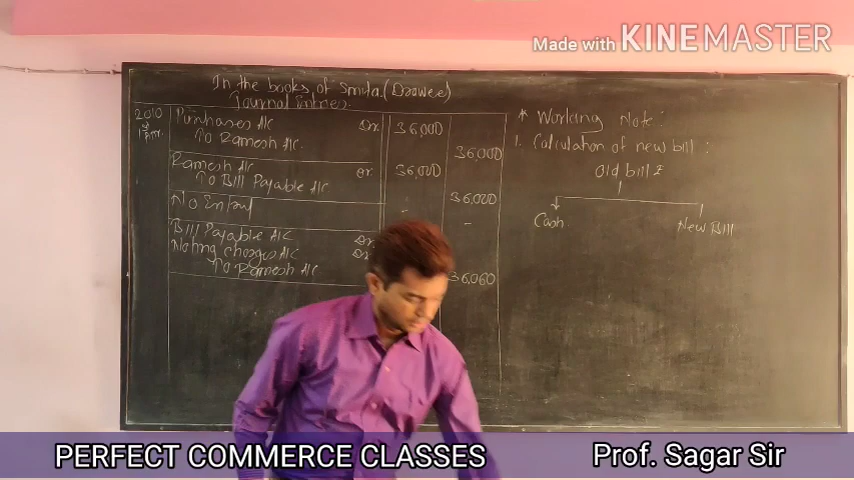 Made with KINEMASTER
In the books of Smita (Drawee)
Journal Entries.
2010
1st Apr.
Purchases A/c Dr. 36,000
To Ramesh A/c. 36,000
Ramesh A/c Dr. 36,000
To Bill Payable A/c 36,000
No Entry - -
Bill Payable A/c Dr.
Noting Charges A/c Dr.
To Ramesh A/c. 36,060
* Working Note:
1. Calculation of new bill:
Old bill
Cash New Bill
PERFECT COMMERCE CLASSES Prof. Sagar Sir